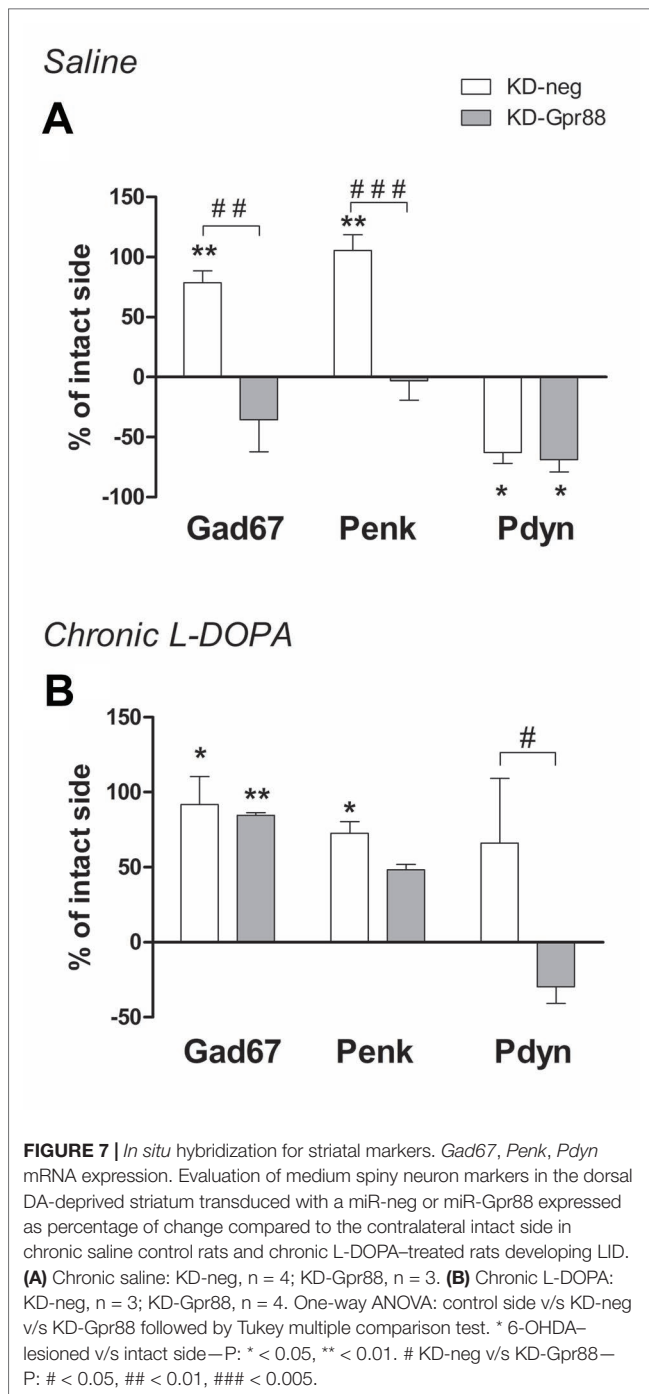 Saline
KD-neg
KD-Gpr88
A
% of intact side
150
100
50
0
-50
-100
##
###
**
**
*
*
Gad67 Penk Pdyn
Chronic L-DOPA
B
% of intact side
150
100
50
0
-50
*
**
*
#
Gad67 Penk Pdyn
FIGURE 7 | In situ hybridization for striatal markers. Gad67, Penk, Pdyn
mRNA expression. Evaluation of medium spiny neuron markers in the dorsal
DA-deprived striatum transduced with a miR-neg or miR-Gpr88 expressed
as percentage of change compared to the contralateral intact side in
chronic saline control rats and chronic L-DOPA–treated rats developing LID.
(A) Chronic saline: KD-neg, n = 4; KD-Gpr88, n = 3. (B) Chronic L-DOPA:
KD-neg, n = 3; KD-Gpr88, n = 4. One-way ANOVA: control side v/s KD-neg
v/s KD-Gpr88 followed by Tukey multiple comparison test. * 6-OHDA–
lesioned v/s intact side—P: * < 0.05, ** < 0.01. # KD-neg v/s KD-Gpr88—
P: # < 0.05, ## < 0.01, ### < 0.005.